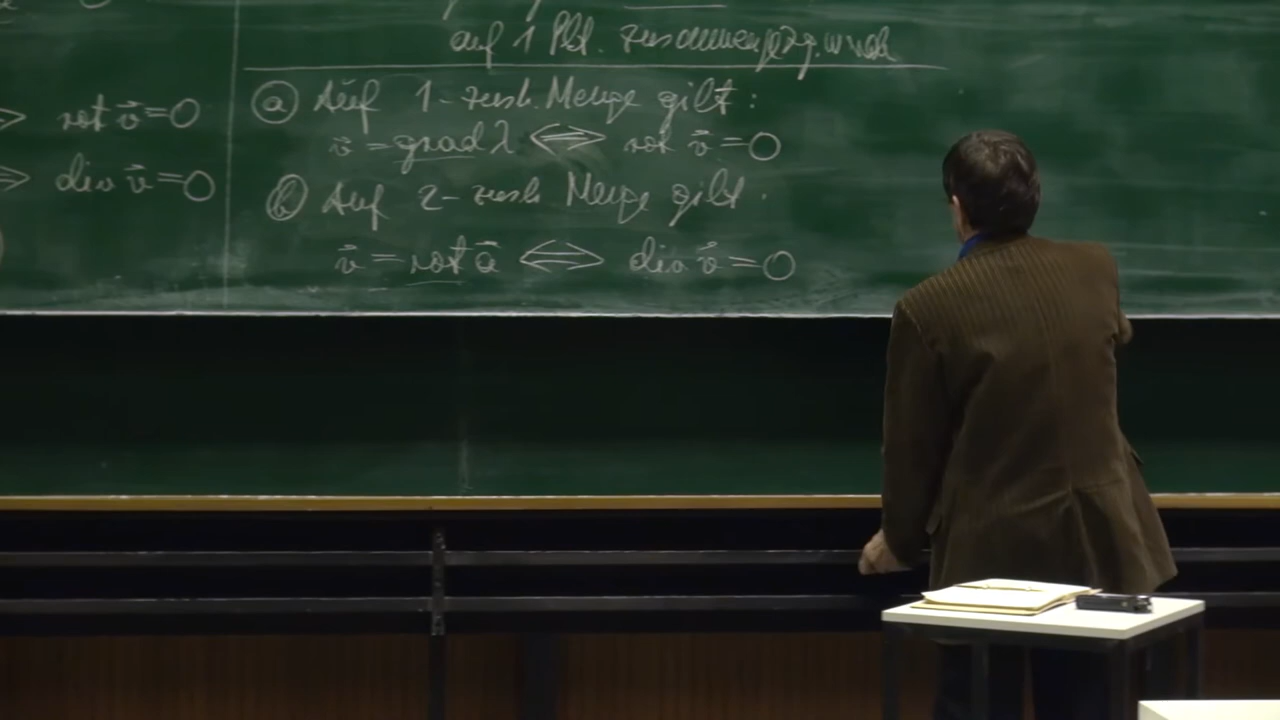 auf 1 Pkt. zusammengezg. w
ⓐ Auf 1-zush. Menge gilt:
v⃗ = grad λ ⟺ rot v⃗ = 0
ⓑ Auf 2-zush. Menge gilt.
v⃗ = rot a⃗ ⟺ div v⃗ = 0
⟹ rot v⃗ = 0
⟹ div v⃗ = 0